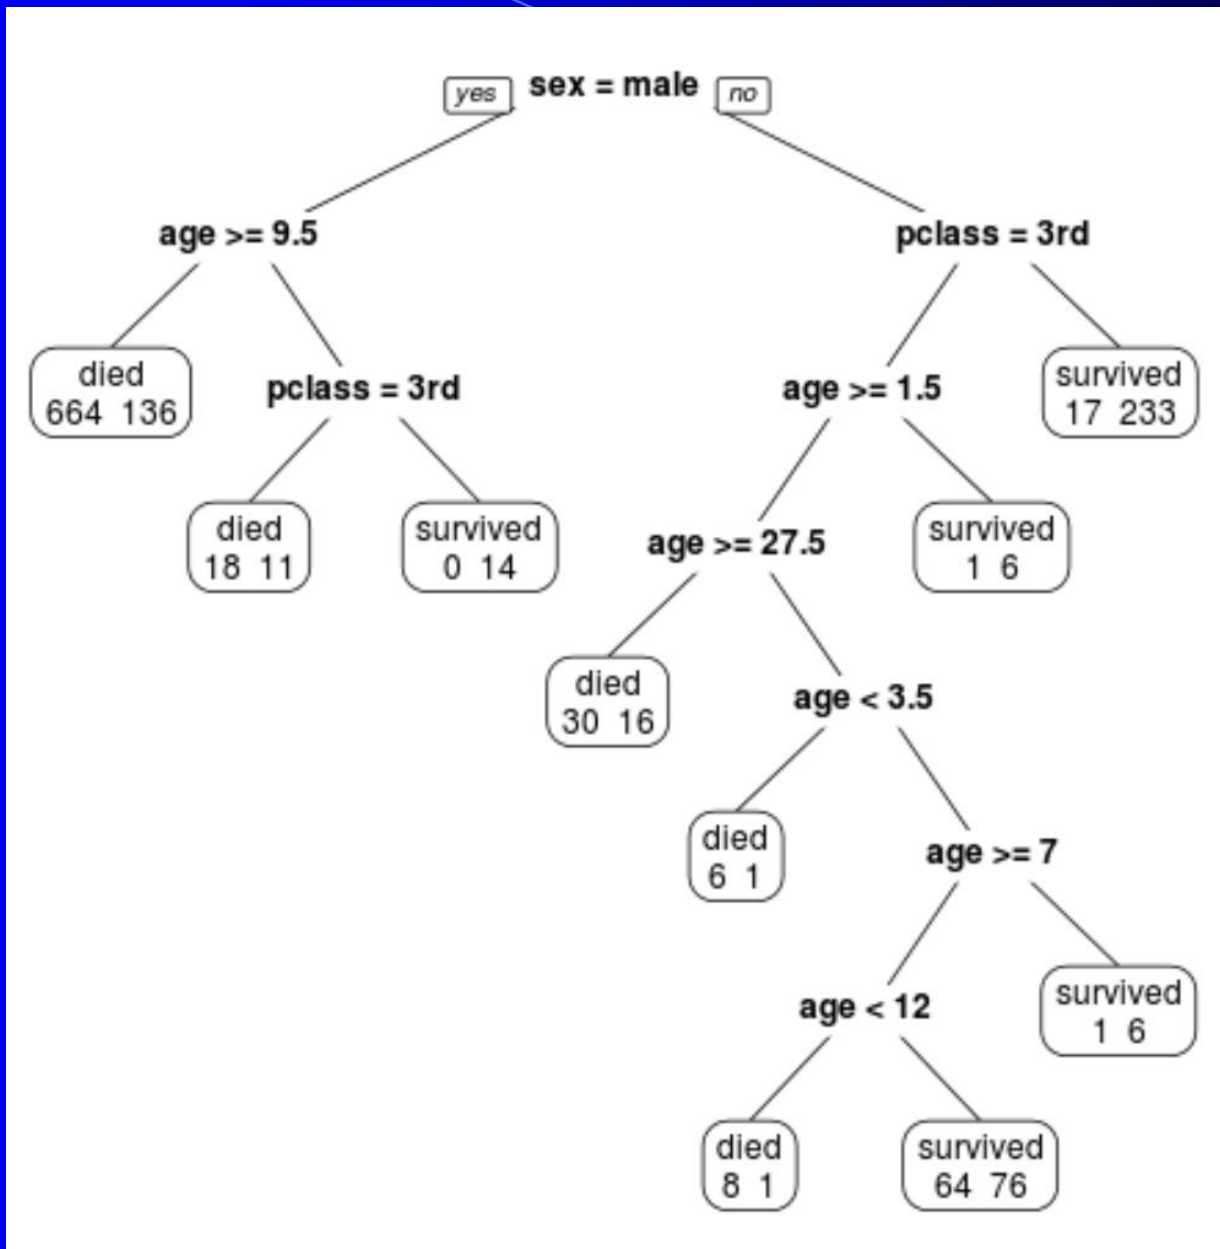 yes sex = male no
age >= 9.5 pclass = 3rd
died
664 136
pclass = 3rd
age >= 1.5
survived
17 233
died
18 11
survived
0 14
age >= 27.5
survived
1 6
died
30 16
age < 3.5
died
6 1
age >= 7
age < 12
survived
1 6
died
8 1
survived
64 76